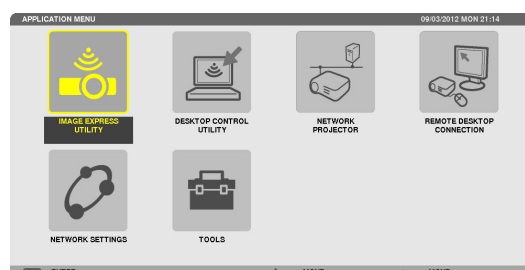 APPLICATION MENU 09/03/2012 MON 21:14
IMAGE EXPRESS
UTILITY
DESKTOP CONTROL
UTILITY
NETWORK
PROJECTOR
REMOTE DESKTOP
CONNECTION
NETWORK SETTINGS
TOOLS